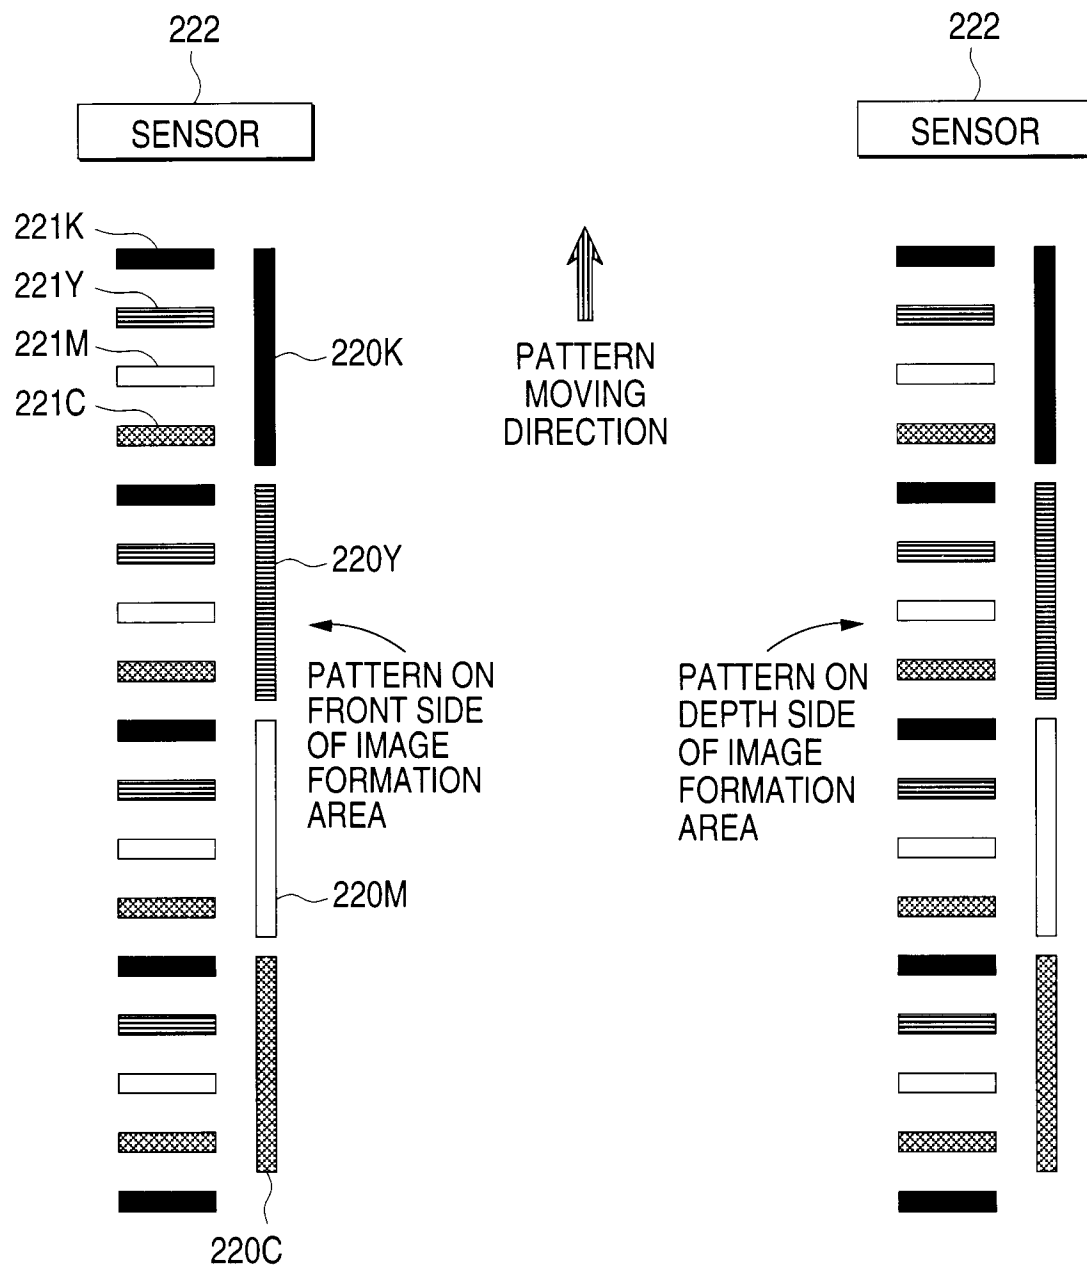 222
222
SENSOR
SENSOR
221K
221Y
221M
221C
220K
PATTERN
MOVING
DIRECTION
220Y
PATTERN ON
FRONT SIDE
OF IMAGE
FORMATION
AREA
PATTERN ON
DEPTH SIDE
OF IMAGE
FORMATION
AREA
220M
220C